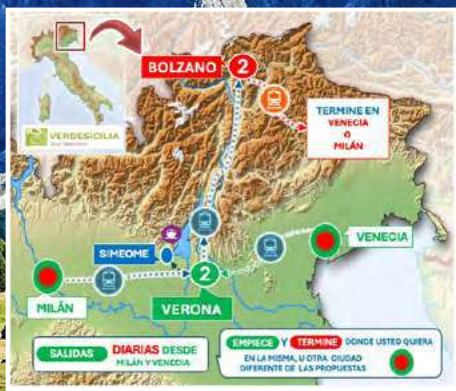 BOLZANO 2
TERMINE EN
VENECIA
O
MILÁN
VERDESICILIA
SIMEOME
VENECIA
MILÁN
2
VERONA
SALIDAS DIARIAS DESDE
MILÁN Y VENEDIA
EMPIECE Y TERMINE DONDE USTED QUIERA
EN LA MISMA, U OTRA CIUDAD
DIFERENTE DE LAS PROPUESTAS